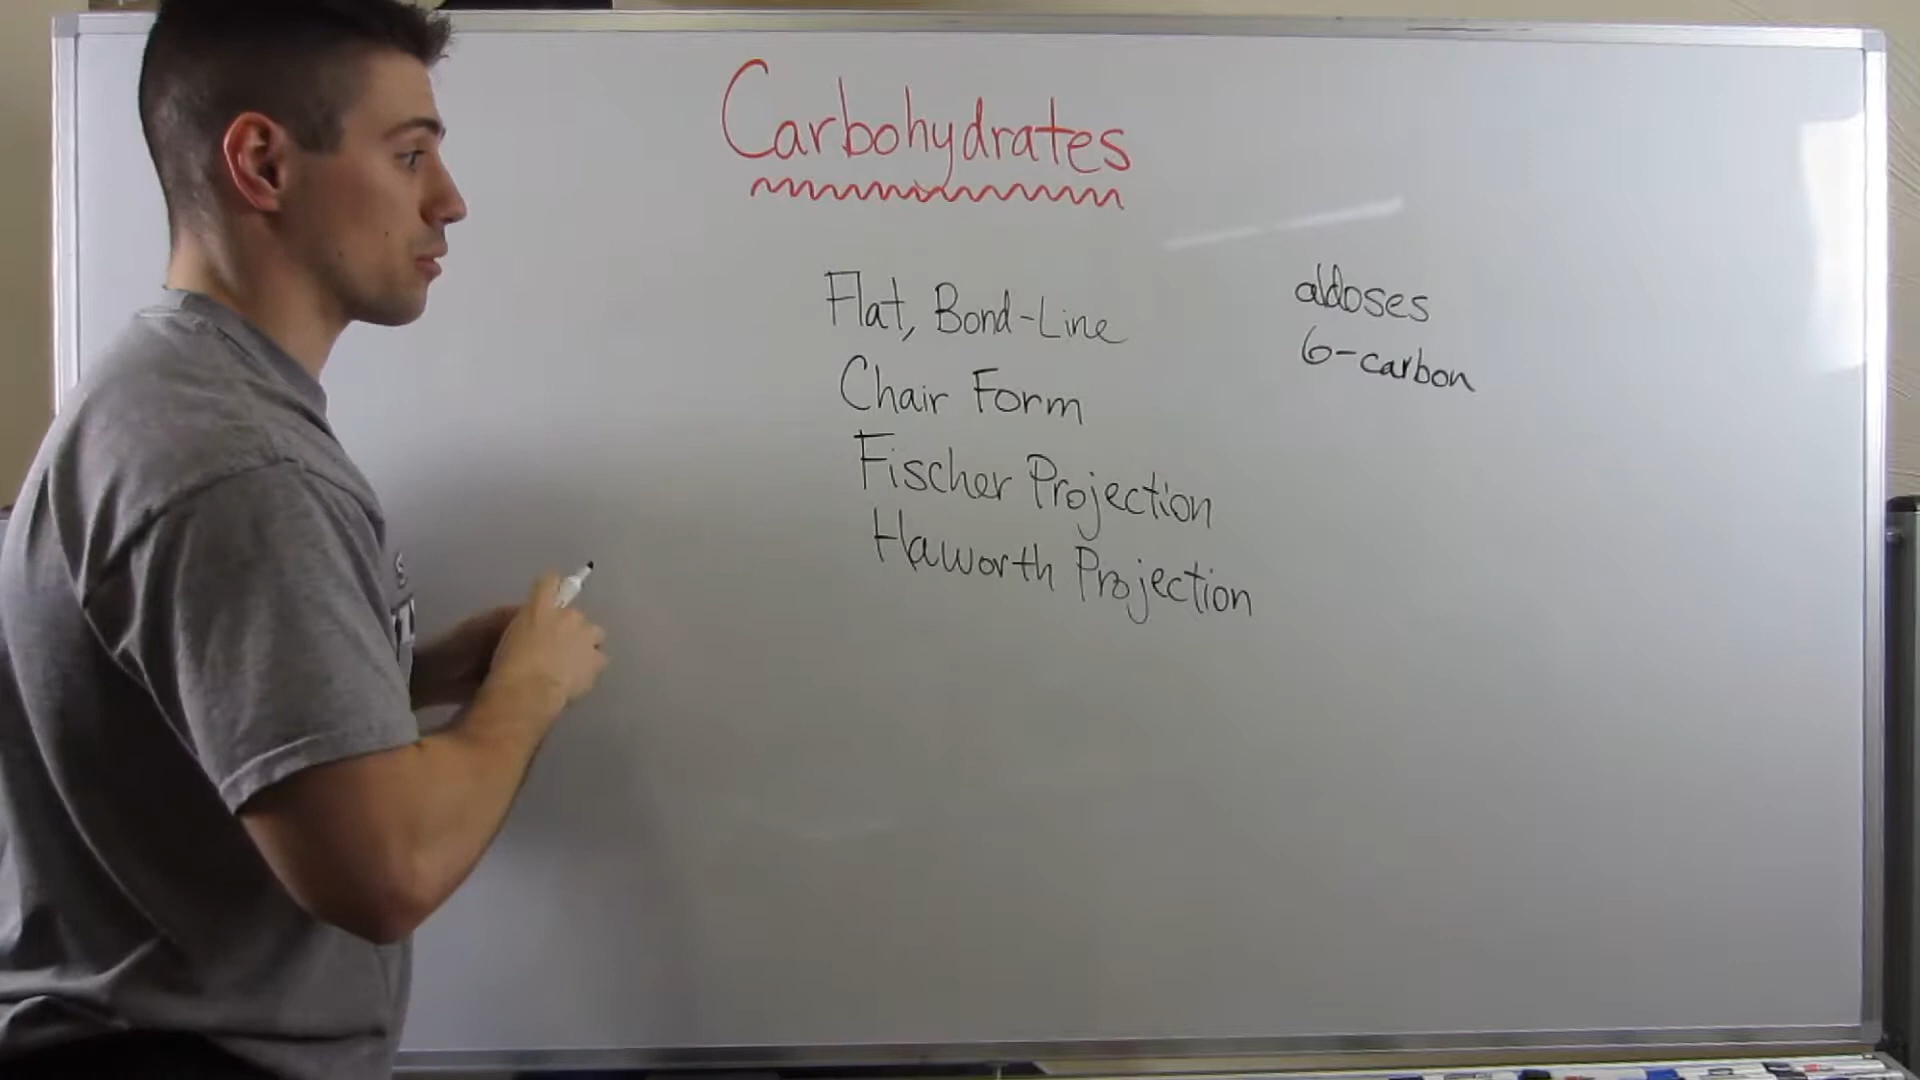 Carbohydrates
Flat, Bond-Line
Chair Form
Fischer Projection
Haworth Projection
aldoses
6-carbon